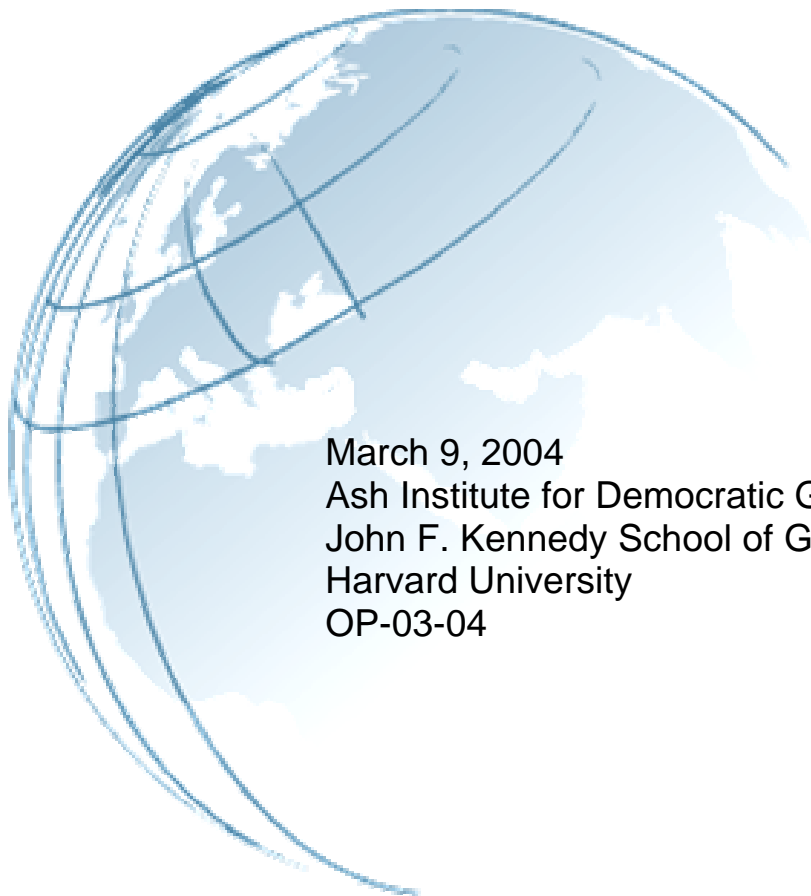 March 9, 2004
Ash Institute for Democratic G
John F. Kennedy School of G
Harvard University
OP-03-04